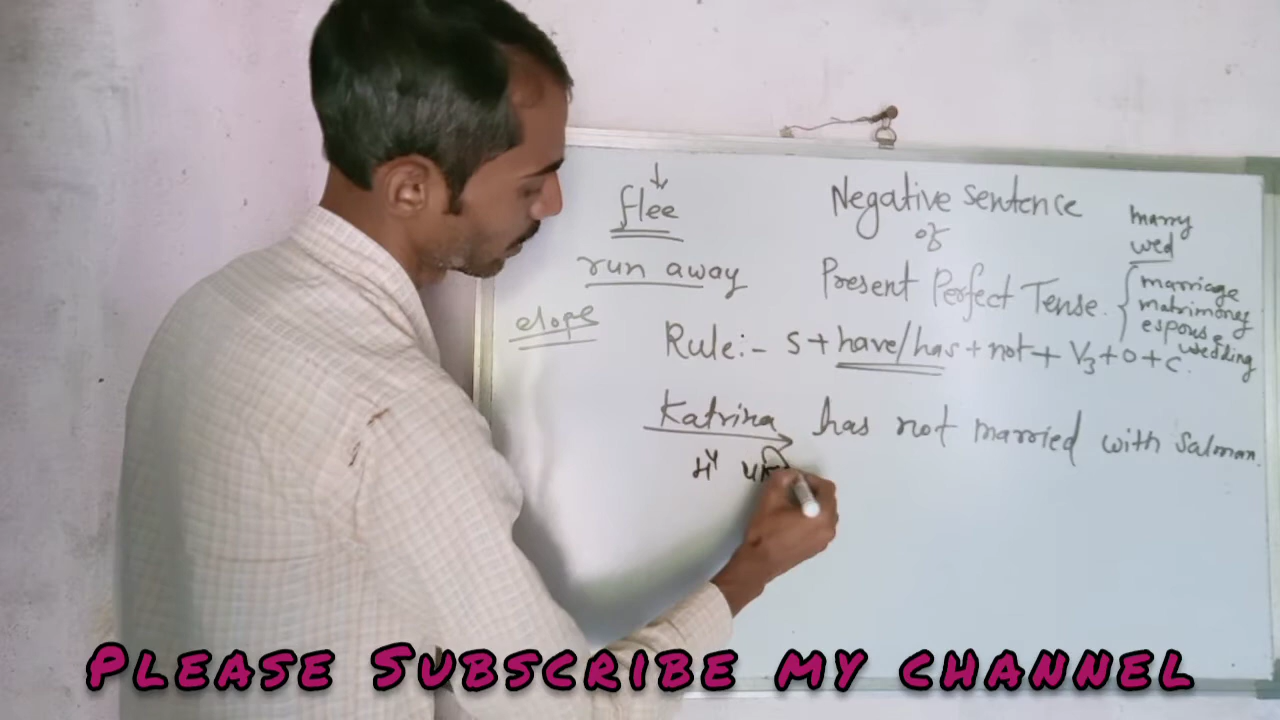 flee
run away
elope
Negative sentence
of
Present Perfect Tense.
marry
wed
marriage
matrimoney
espouse
wedding
Rule:- S + have/has + not + V3 + O + C.
Katrina has not married with Salman.
Please Subscribe my channel